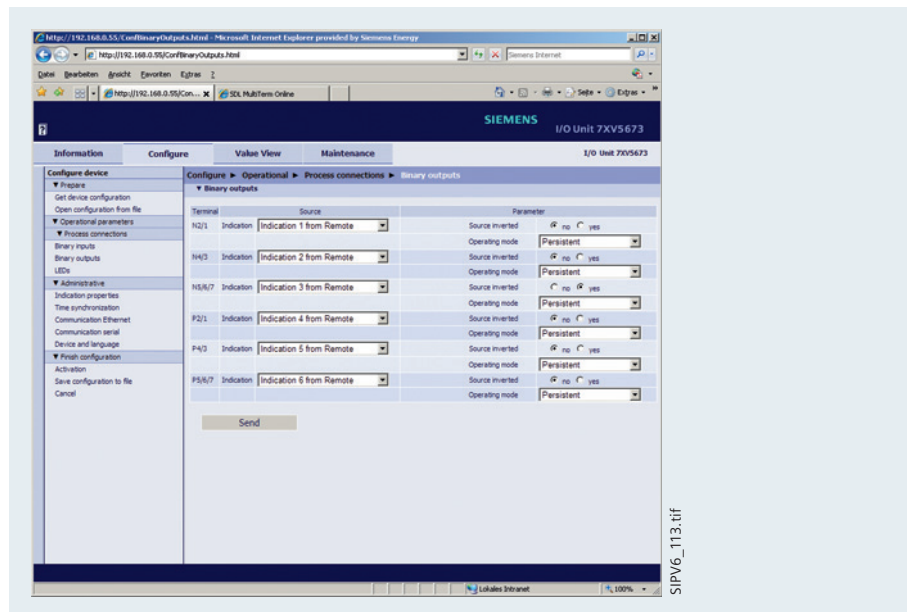 http://192.168.0.55/ConfBinaryOutputs.html - Microsoft Internet Explorer provided by Siemens Energy
http://192.168.0.55/ConfBinaryOutputs.html
Siemens Internet
Datei Bearbeiten Ansicht Favoriten Extras ?
http://192.168.0.55/Con... SDL MultiTerm Online Seite Extras
SIEMENS
I/O Unit 7XV5673
Information Configure Value View Maintenance I/O Unit 7XV5673
Configure device
Prepare
Get device configuration
Open configuration from file
Operational parameters
Process connections
Binary inputs
Binary outputs
LEDs
Administrative
Indication properties
Time synchronization
Communication Ethernet
Communication serial
Device and language
Finish configuration
Activation
Save configuration to file
Cancel
Configure ► Operational ► Process connections ► Binary outputs
Binary outputs
Terminal Source Parameter
N2/1 Indication Indication 1 from Remote Source inverted no yes
Operating mode Persistent
N4/3 Indication Indication 2 from Remote Source inverted no yes
Operating mode Persistent
N5/6/7 Indication Indication 3 from Remote Source inverted no yes
Operating mode Persistent
P2/1 Indication Indication 4 from Remote Source inverted no yes
Operating mode Persistent
P4/3 Indication Indication 5 from Remote Source inverted no yes
Operating mode Persistent
P5/6/7 Indication Indication 6 from Remote Source inverted no yes
Operating mode Persistent
Send
Lokales Intranet 100%
SIPV6_113.tif